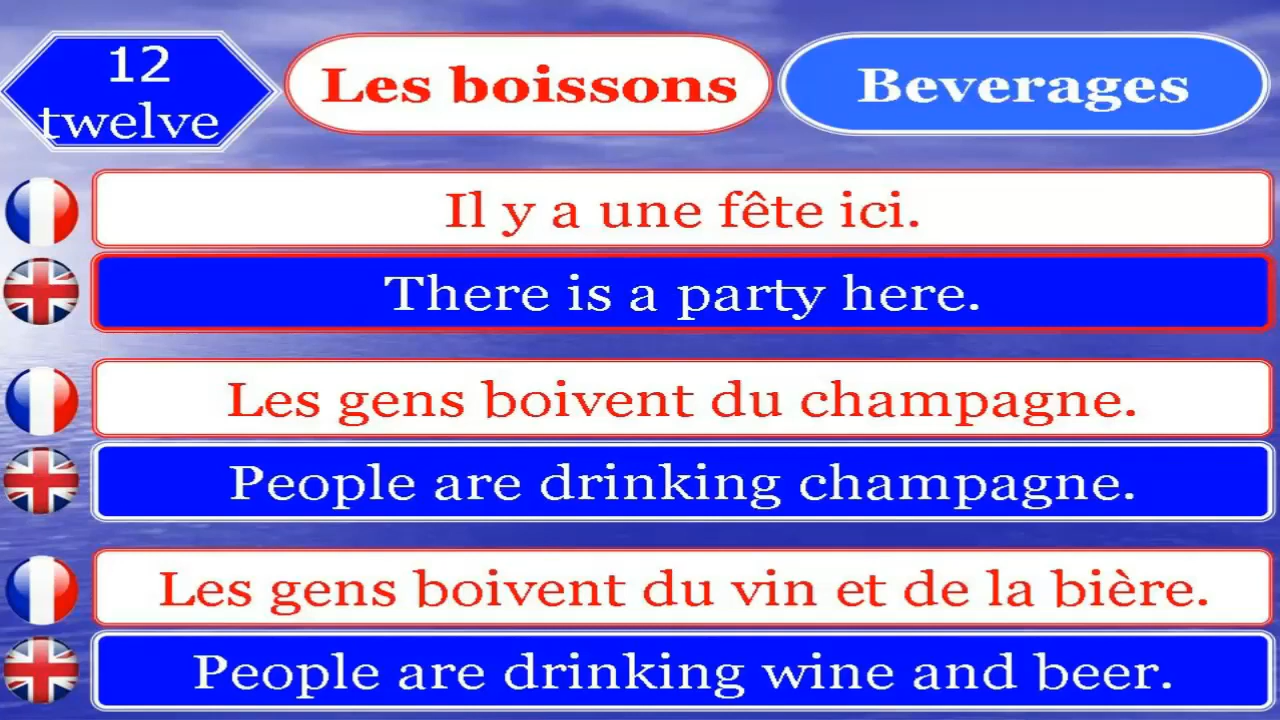 12
twelve
Les boissons
Beverages
Il y a une fête ici.
There is a party here.
Les gens boivent du champagne.
People are drinking champagne.
Les gens boivent du vin et de la bière.
People are drinking wine and beer.